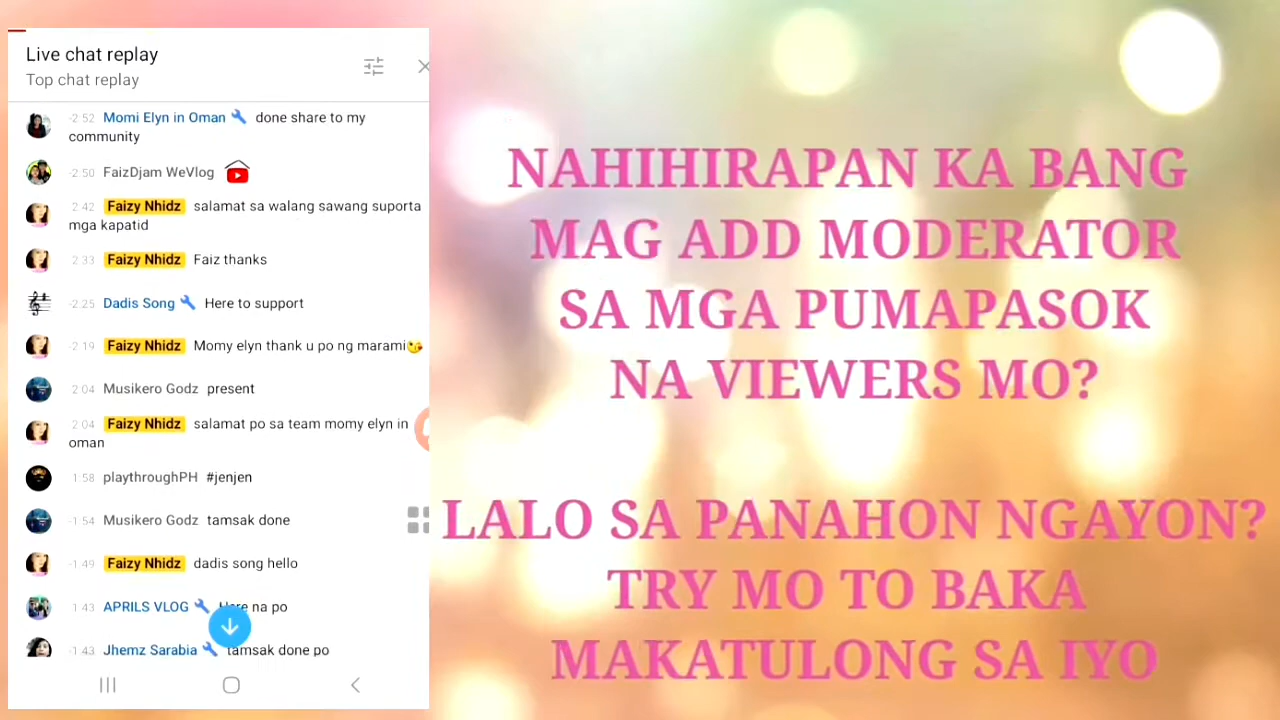 Live chat replay
Top chat replay
-2:52 Momi Elyn in Oman done share to my
community
-2:50 FaizDjam WeVlog
2:42 Faizy Nhidz salamat sa walang sawang suporta
mga kapatid
2:33 Faizy Nhidz Faiz thanks
-2:25 Dadis Song Here to support
-2:19 Faizy Nhidz Momy elyn thank u po ng marami
2:04 Musikero Godz present
2:04 Faizy Nhidz salamat po sa team momy elyn in
oman
1:58 playthroughPH #jenjen
-1:54 Musikero Godz tamsak done
-1:49 Faizy Nhidz dadis song hello
1:43 APRILS VLOG Here na po
-1:43 Jhemz Sarabia tamsak done po
NAHIHIRAPAN KA BANG
MAG ADD MODERATOR
SA MGA PUMAPASOK
NA VIEWERS MO?
LALO SA PANAHON NGAYON?
TRY MO TO BAKA
MAKATULONG SA IYO